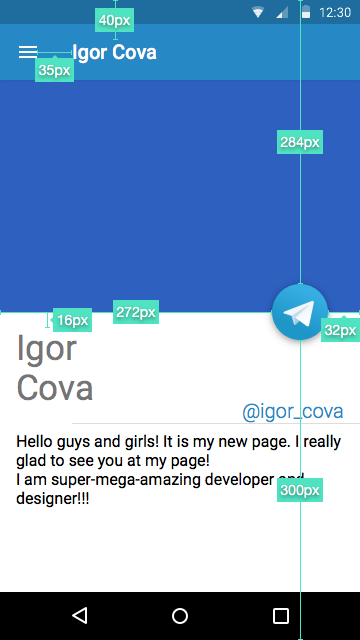 40px
12:30
Igor Cova
35px
284px
272px
16px
32px
Igor
Cova
@igor_cova
Hello guys and girls! It is my new page. I really
glad to see you at my page!
I am super-mega-amazing developer and
designer!!!
300px